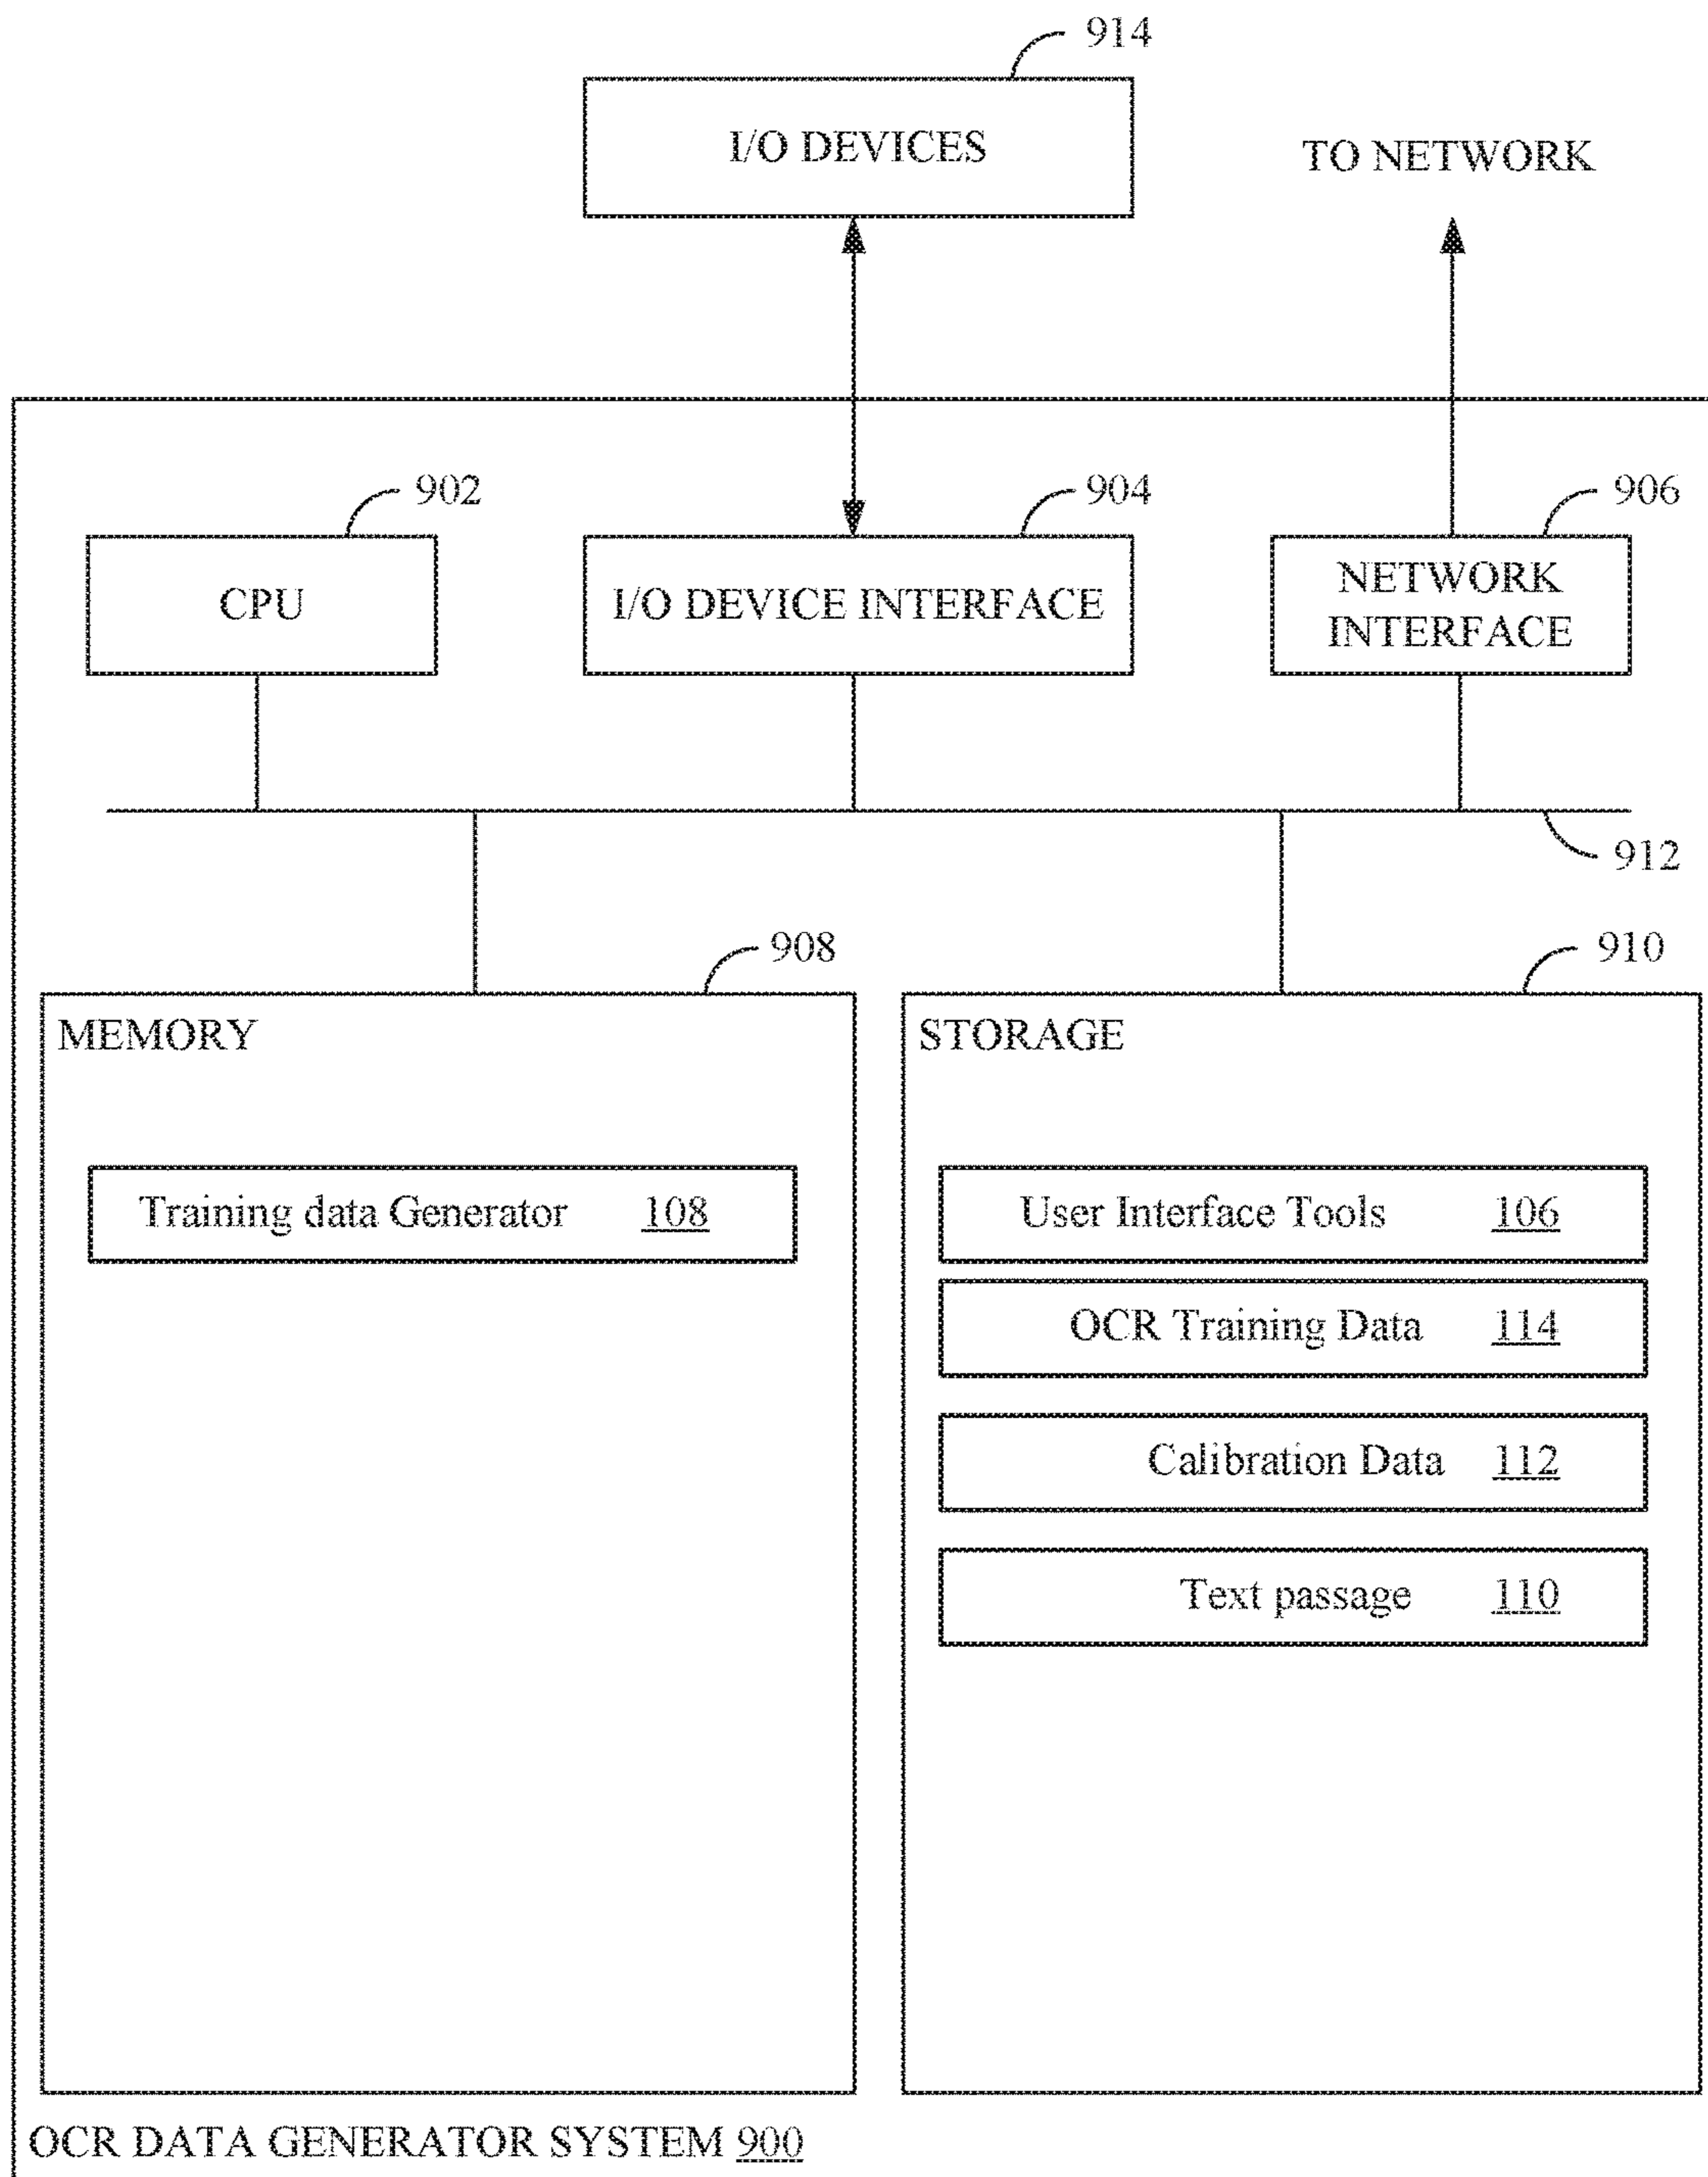 914
I/O DEVICES
TO NETWORK
902
904
906
CPU
I/O DEVICE INTERFACE
NETWORK
INTERFACE
912
908
910
MEMORY
STORAGE
Training data Generator 108
User Interface Tools 106
OCR Training Data 114
Calibration Data 112
Text passage 110
OCR DATA GENERATOR SYSTEM 900